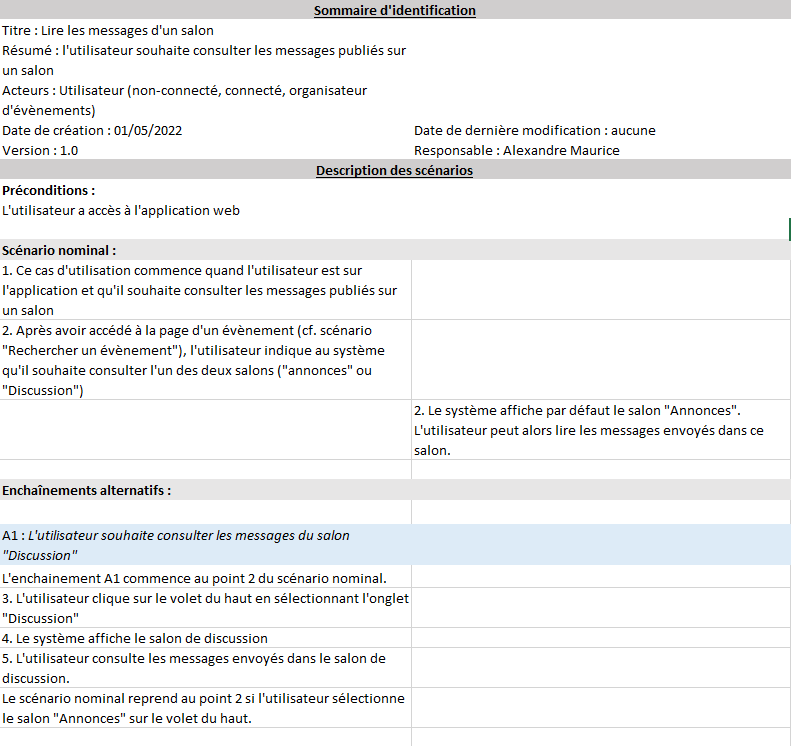 Sommaire d'identification
Titre : Lire les messages d'un salon
Résumé : l'utilisateur souhaite consulter les messages publiés sur
un salon
Acteurs : Utilisateur (non-connecté, connecté, organisateur
d'évènements)
Date de création : 01/05/2022
Date de dernière modification : aucune
Version : 1.0
Responsable : Alexandre Maurice
Description des scénarios
Préconditions :
L'utilisateur a accès à l'application web
Scénario nominal :
1. Ce cas d'utilisation commence quand l'utilisateur est sur
l'application et qu'il souhaite consulter les messages publiés sur
un salon
2. Après avoir accédé à la page d'un évènement (cf. scénario
"Rechercher un évènement"), l'utilisateur indique au système
qu'il souhaite consulter l'un des deux salons ("annonces" ou
"Discussion")
2. Le système affiche par défaut le salon "Annonces".
L'utilisateur peut alors lire les messages envoyés dans ce
salon.
Enchaînements alternatifs :
A1 : L'utilisateur souhaite consulter les messages du salon
"Discussion"
L'enchainement A1 commence au point 2 du scénario nominal.
3. L'utilisateur clique sur le volet du haut en sélectionnant l'onglet
"Discussion"
4. Le système affiche le salon de discussion
5. L'utilisateur consulte les messages envoyés dans le salon de
discussion.
Le scénario nominal reprend au point 2 si l'utilisateur sélectionne
le salon "Annonces" sur le volet du haut.